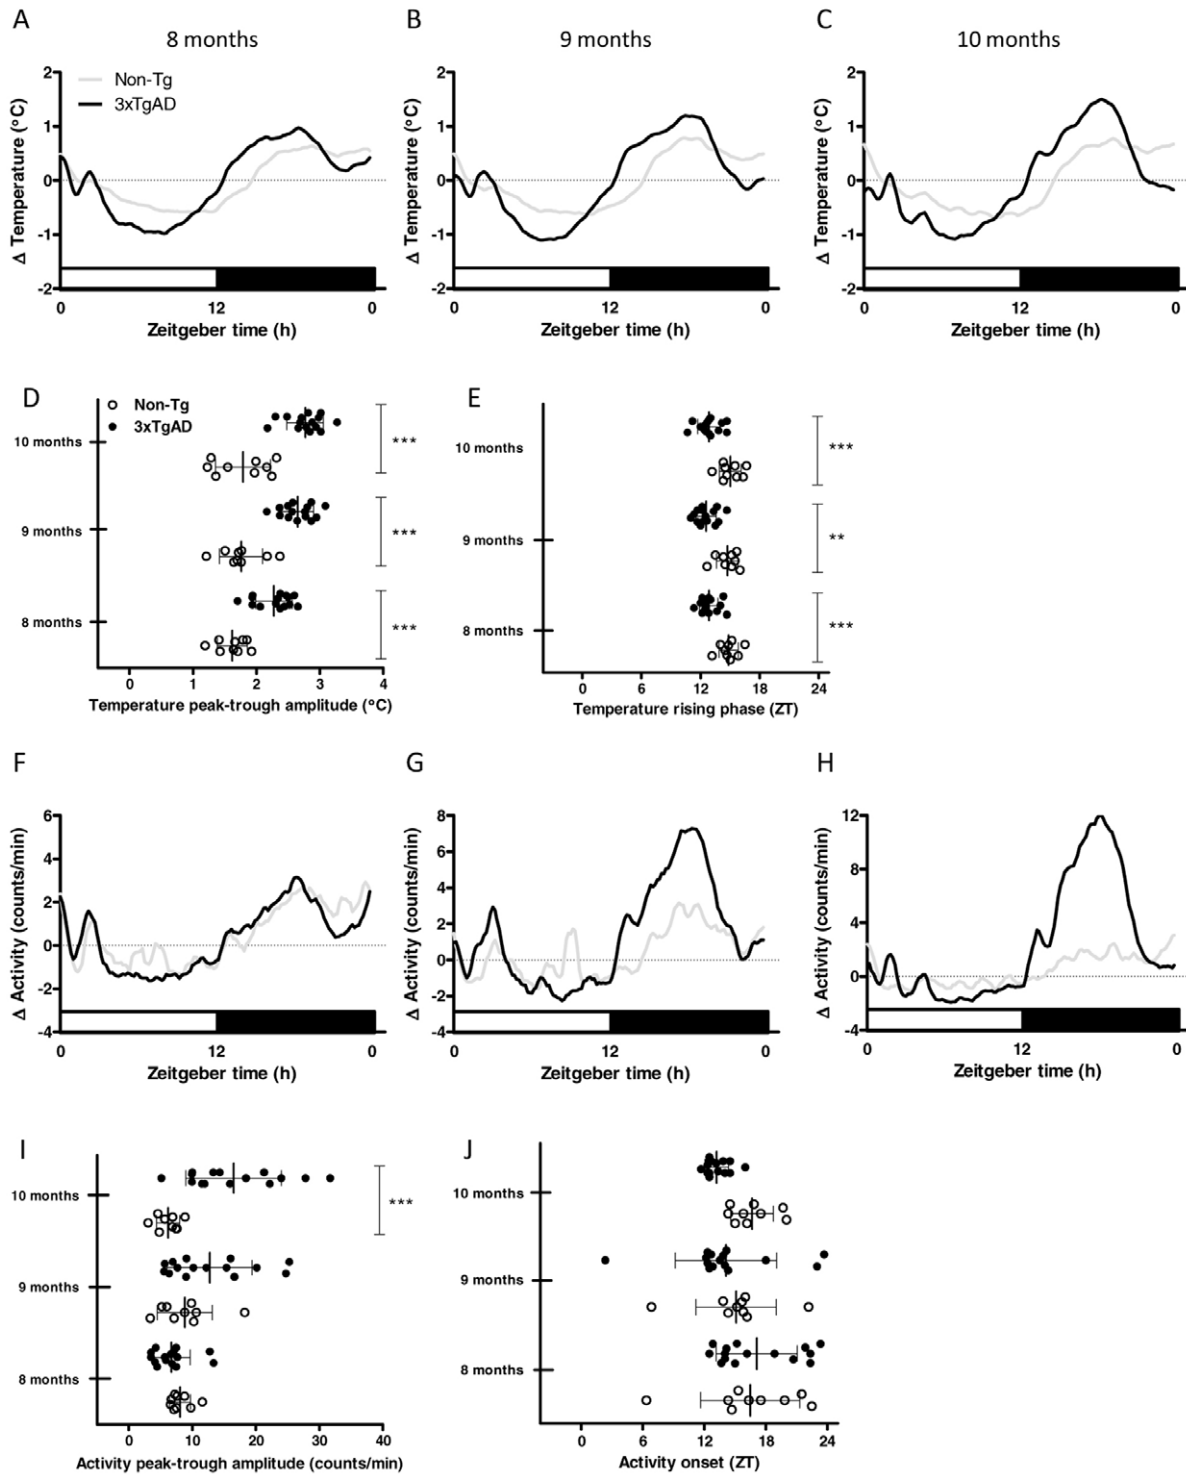 A B C
8 months 9 months 10 months
Non-Tg
3xTgAD
2 1 0 -1 -2
Δ Temperature (°C)
0 12 0
Zeitgeber time (h)
2 1 0 -1 -2
Δ Temperature (°C)
0 12 0
Zeitgeber time (h)
2 1 0 -1 -2
Δ Temperature (°C)
0 12 0
Zeitgeber time (h)
D
Non-Tg
3xTgAD
10 months
***
9 months
***
8 months
***
0 1 2 3 4
Temperature peak-trough amplitude (°C)
E
10 months
***
9 months
**
8 months
***
0 6 12 18 24
Temperature rising phase (ZT)
F
6 4 2 0 -2 -4
Δ Activity (counts/min)
0 12 0
Zeitgeber time (h)
G
8 6 4 2 0 -2 -4
Δ Activity (counts/min)
0 12 0
Zeitgeber time (h)
H
12 8 4 0 -4
Δ Activity (counts/min)
0 12 0
Zeitgeber time (h)
I
10 months
***
9 months
8 months
0 10 20 30 40
Activity peak-trough amplitude (counts/min)
J
10 months
9 months
8 months
0 6 12 18 24
Activity onset (ZT)